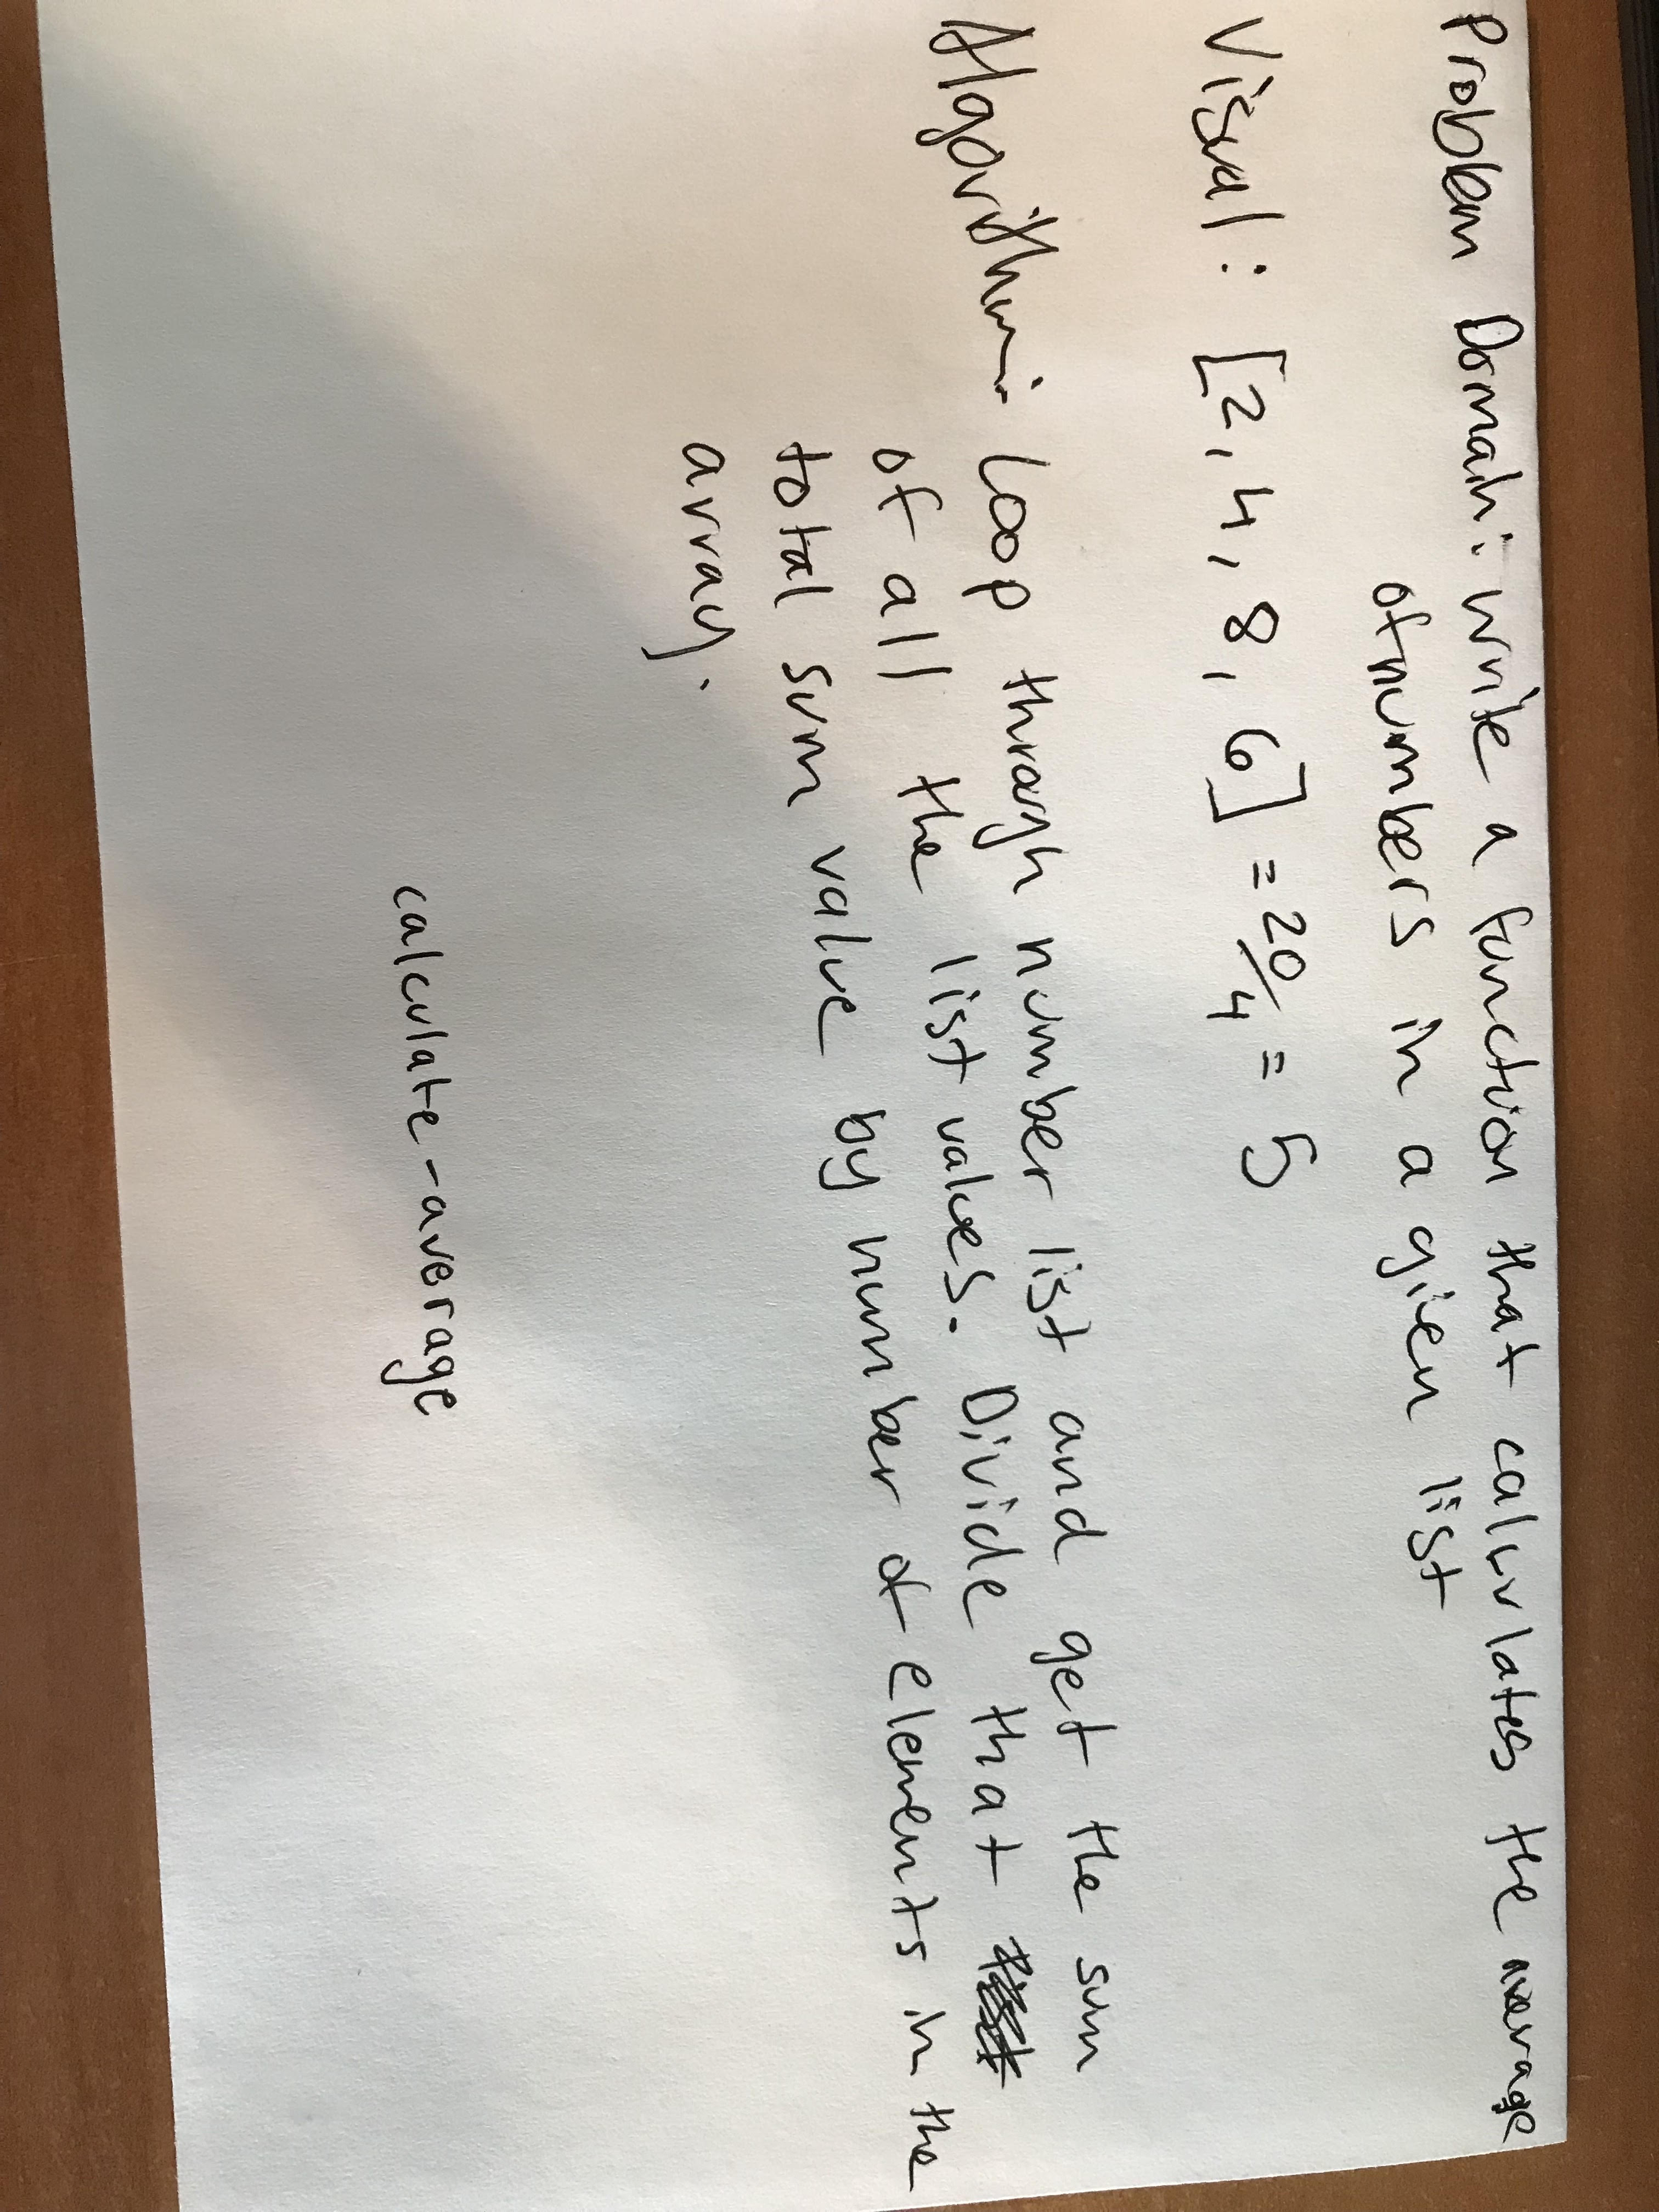 Problem Domain: write a function that calculates the average
of numbers in a given list
Visual: [2, 4, 8, 6] = 20/4 = 5
Algorithm: Loop through number list and get the sum
of all the list values. Divide that
total sum value by number of elements in the
array.
calculate-average